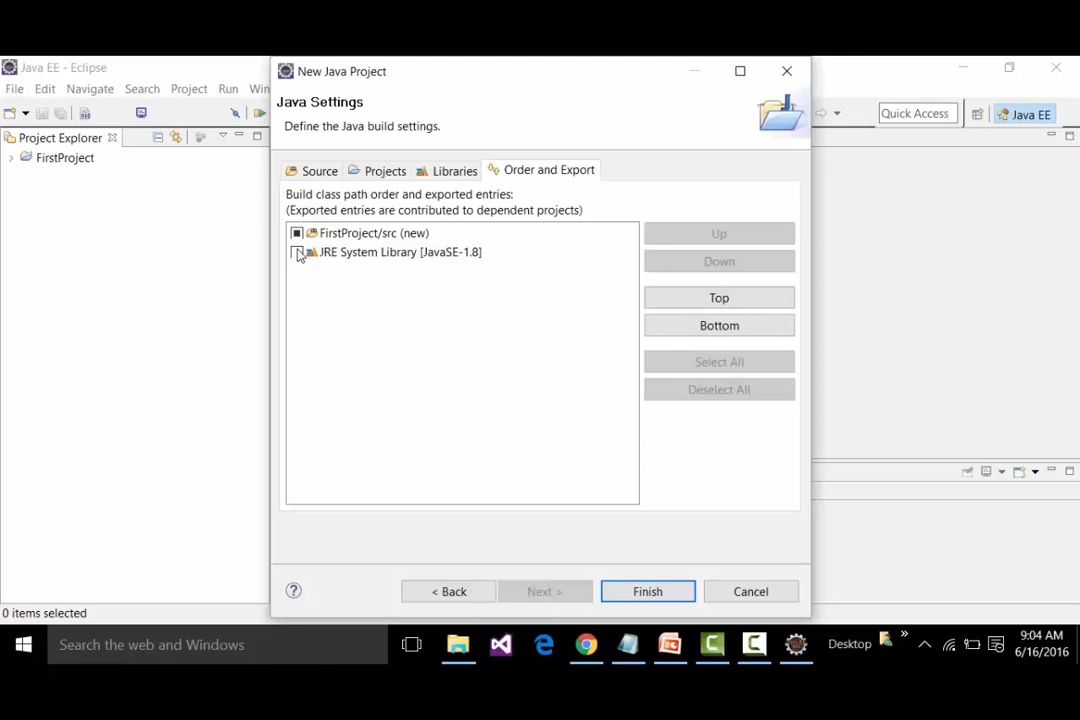 Java EE - Eclipse
File Edit Navigate Search Project Run Win
Quick Access
Java EE
Project Explorer
FirstProject
New Java Project
Java Settings
Define the Java build settings.
Source Projects Libraries Order and Export
Build class path order and exported entries:
(Exported entries are contributed to dependent projects)
FirstProject/src (new)
JRE System Library [JavaSE-1.8]
Up
Down
Top
Bottom
Select All
Deselect All
? < Back Next > Finish Cancel
0 items selected
Search the web and Windows
Desktop »
9:04 AM
6/16/2016